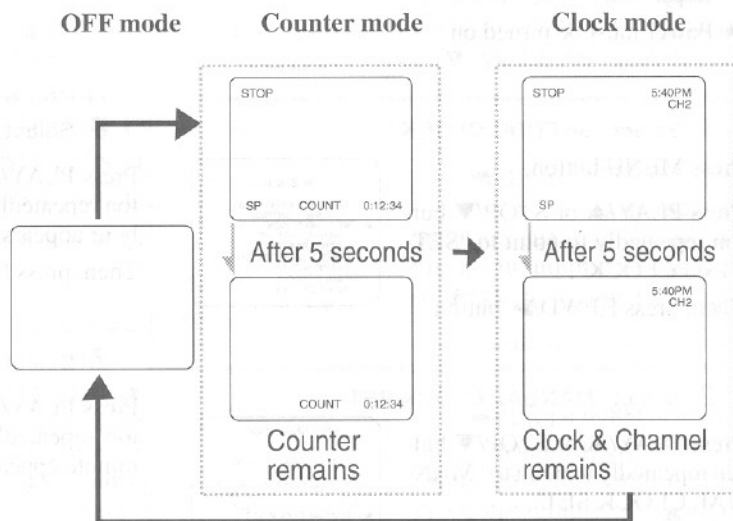 OFF mode
Counter mode
Clock mode
STOP
SP COUNT 0:12:34
After 5 seconds
COUNT 0:12:34
Counter
remains
STOP 5:40PM
CH2
SP
After 5 seconds
5:40PM
CH2
Clock & Channel
remains